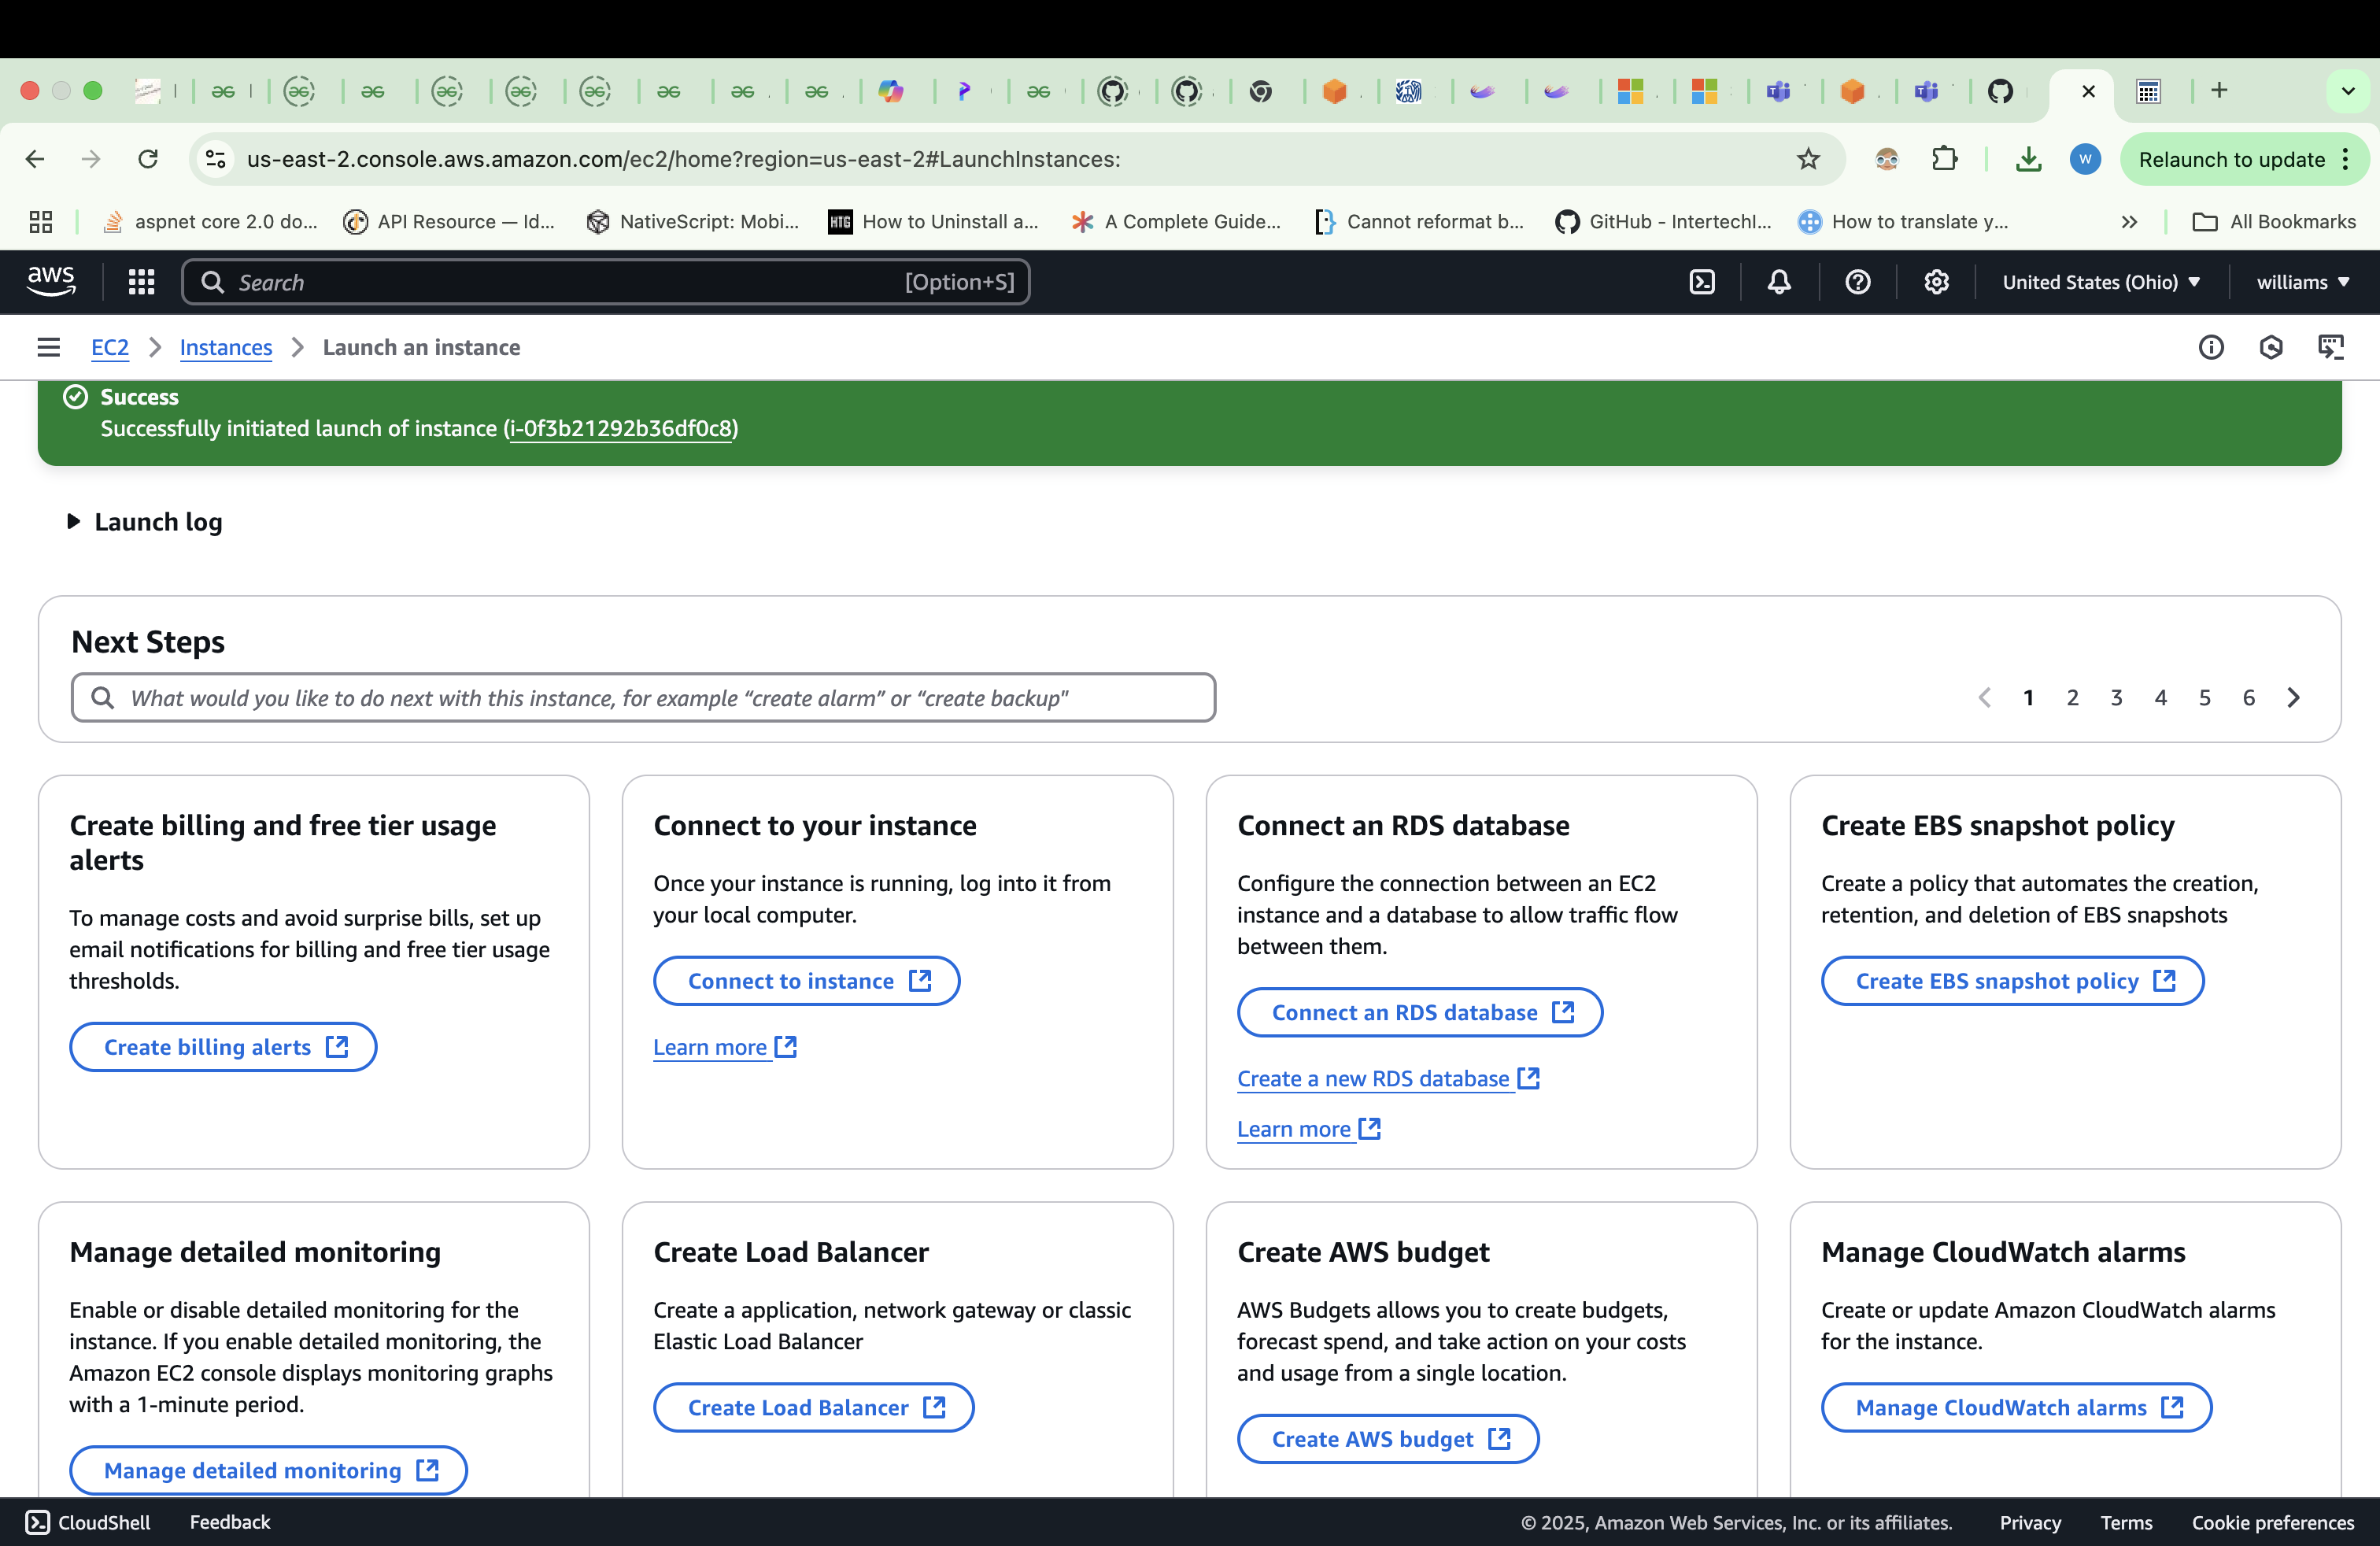 us-east-2.console.aws.amazon.com/ec2/home?region=us-east-2#LaunchInstances:
W
Relaunch to update
aspnet core 2.0 do...
API Resource — Id...
NativeScript: Mobi...
HTG
How to Uninstall a...
A Complete Guide...
Cannot reformat b...
GitHub - Intertechl...
How to translate y...
All Bookmarks
aws
Search
[Option+S]
United States (Ohio)
williams
EC2
Instances
Launch an instance
Success
Successfully initiated launch of instance (i-0f3b21292b36df0c8)
Launch log
Next Steps
What would you like to do next with this instance, for example “create alarm” or “create backup"
1 2 3 4 5 6
Create billing and free tier usage
alerts
To manage costs and avoid surprise bills, set up
email notifications for billing and free tier usage
thresholds.
Create billing alerts
Connect to your instance
Once your instance is running, log into it from
your local computer.
Connect to instance
Learn more
Connect an RDS database
Configure the connection between an EC2
instance and a database to allow traffic flow
between them.
Connect an RDS database
Create a new RDS database
Learn more
Create EBS snapshot policy
Create a policy that automates the creation,
retention, and deletion of EBS snapshots
Create EBS snapshot policy
Manage detailed monitoring
Enable or disable detailed monitoring for the
instance. If you enable detailed monitoring, the
Amazon EC2 console displays monitoring graphs
with a 1-minute period.
Manage detailed monitoring
Create Load Balancer
Create a application, network gateway or classic
Elastic Load Balancer
Create Load Balancer
Create AWS budget
AWS Budgets allows you to create budgets,
forecast spend, and take action on your costs
and usage from a single location.
Create AWS budget
Manage CloudWatch alarms
Create or update Amazon CloudWatch alarms
for the instance.
Manage CloudWatch alarms
CloudShell
Feedback
© 2025, Amazon Web Services, Inc. or its affiliates.
Privacy
Terms
Cookie preferences